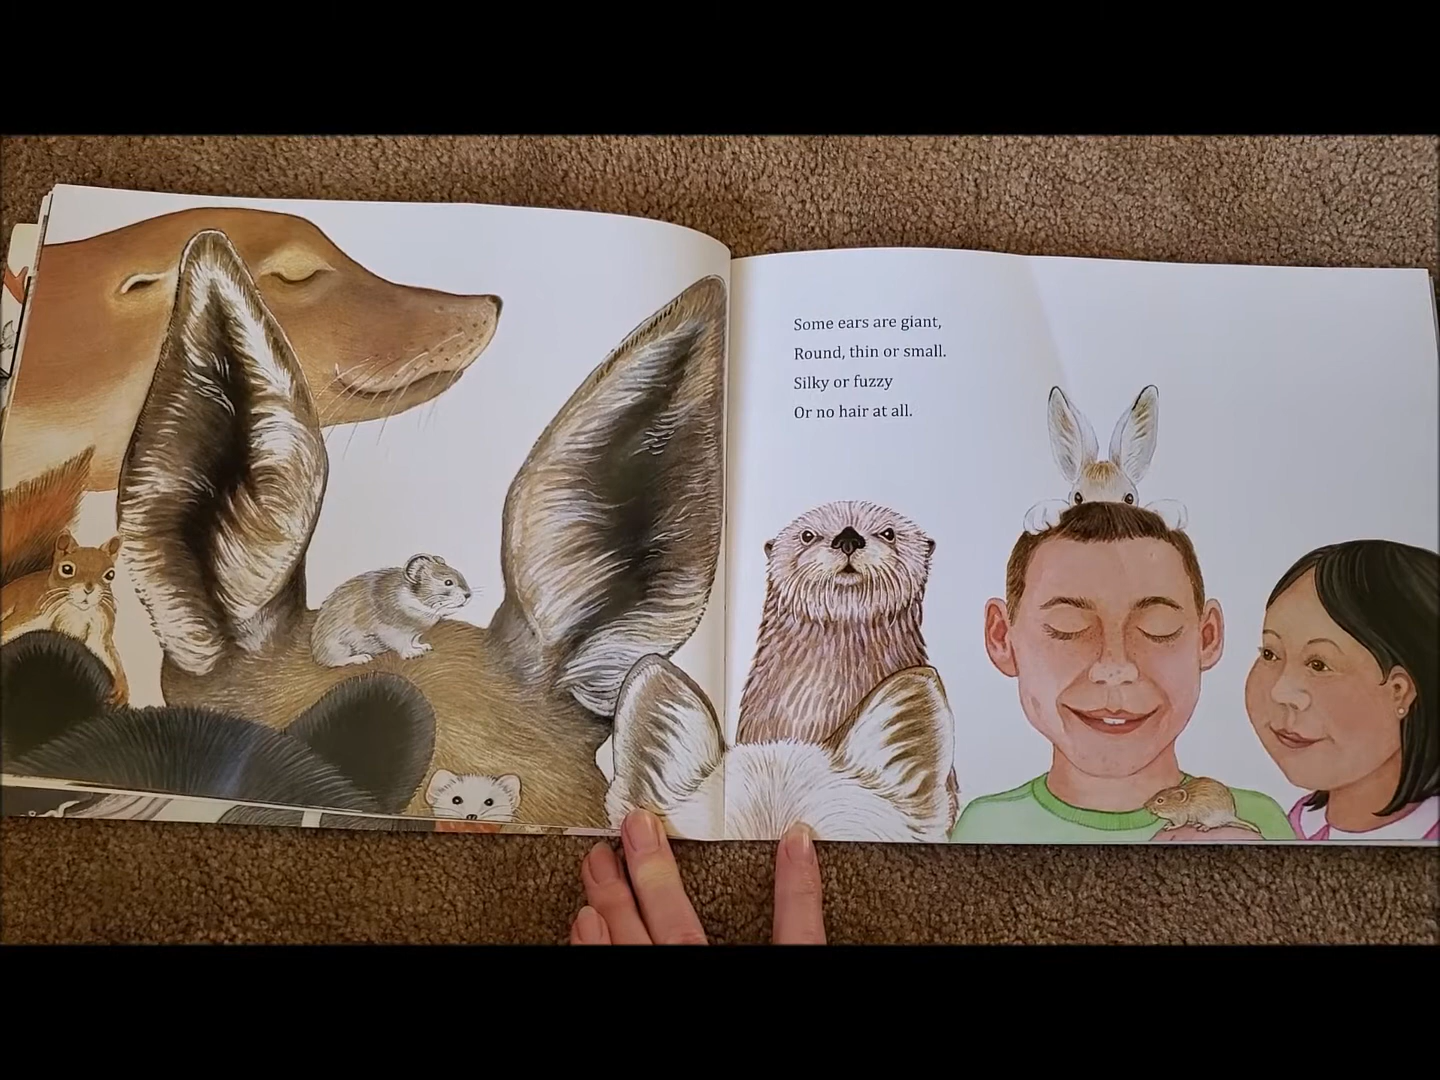 Some ears are giant,
Round, thin or small.
Silky or fuzzy
Or no hair at all.